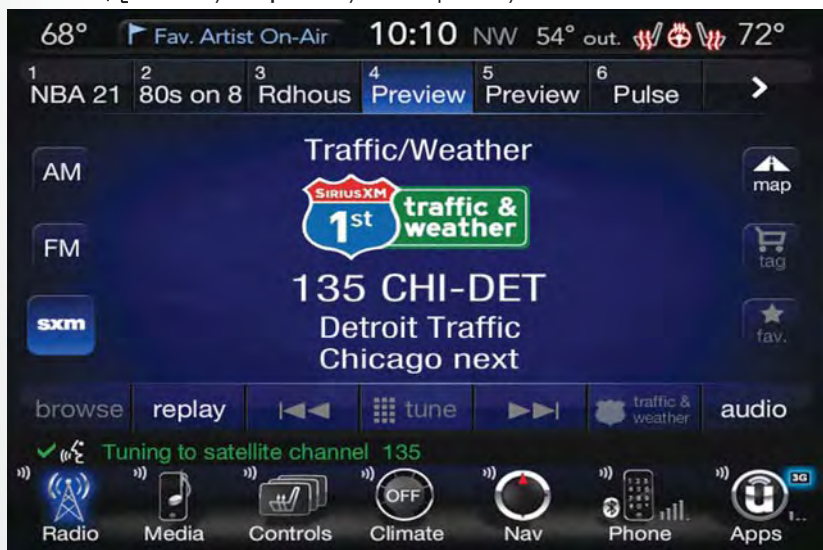 68° Fav. Artist On-Air 10:10 NW 54° out. 72°
1 NBA 21 2 80s on 8 3 Rdhous 4 Preview 5 Preview 6 Pulse >
Traffic/Weather
AM
map
SIRIUSXM
1st traffic &
weather
FM
tag
135 CHI-DET
sxm
Detroit Traffic
fav.
Chicago next
browse replay tune traffic & weather audio
Tuning to satellite channel 135
OFF
3G
Radio Media Controls Climate Nav Phone Apps